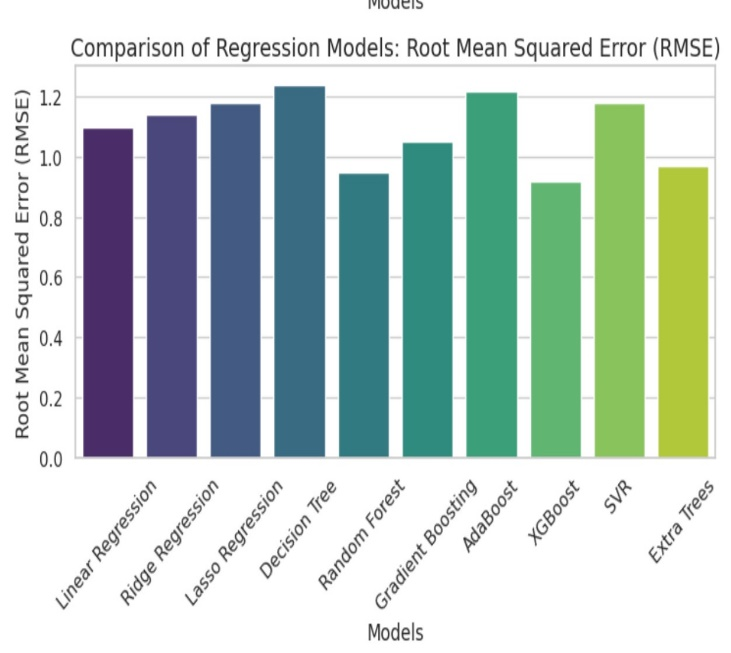 Models
Comparison of Regression Models: Root Mean Squared Error (RMSE)
Root Mean Squared Error (RMSE)
1.2
1.0
0.8
0.6
0.4
0.2
0.0
Linear Regression
Ridge Regression
Lasso Regression
Decision Tree
Random Forest
Gradient Boosting
AdaBoost
XGBoost
SVR
Extra Trees
Models